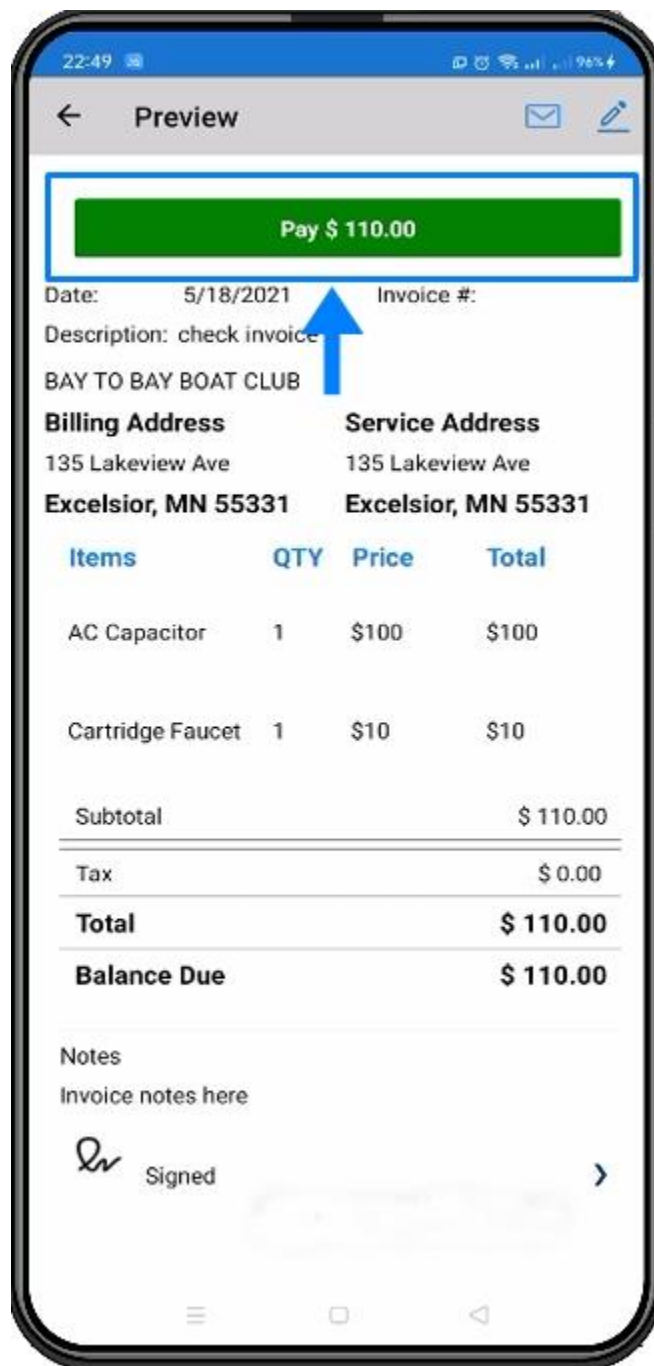 22:49 96%
Preview
Pay $ 110.00
Date: 5/18/2021 Invoice #:
Description: check invoice
BAY TO BAY BOAT CLUB
Billing Address Service Address
135 Lakeview Ave 135 Lakeview Ave
Excelsior, MN 55331 Excelsior, MN 55331
Items QTY Price Total
AC Capacitor 1 $100 $100
Cartridge Faucet 1 $10 $10
Subtotal $ 110.00
Tax $ 0.00
Total $ 110.00
Balance Due $ 110.00
Notes
Invoice notes here
Signed